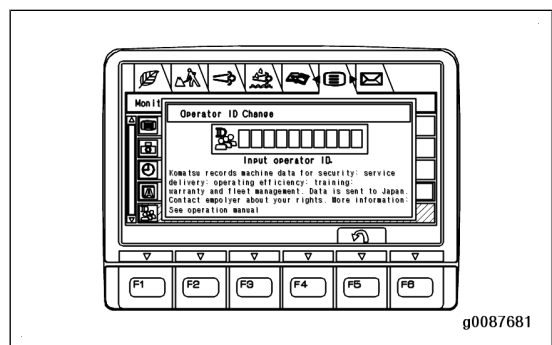 Monit
Operator ID Change
ID
Input operator ID.
Komatsu records machine data for security: service
delivery: operating efficiency: training:
warranty and fleet management. Data is sent to Japan.
Contact empolyer about your rights. More information:
See operation manual
F1 F2 F3 F4 F5 F6
g0087681